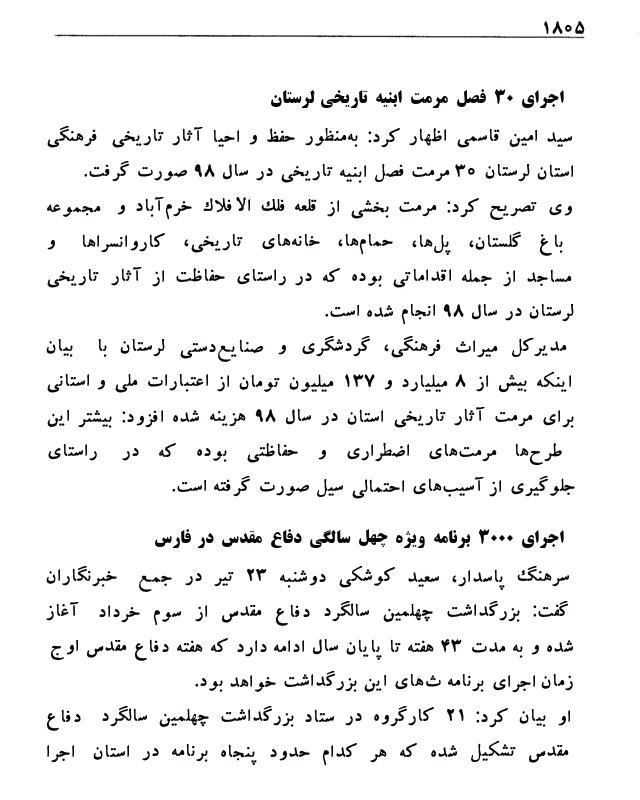 ۱۸۰۵
اجرای ۳۰ فصل مرمت ابنیه تاریخی لرستان
سید امین قاسمی اظهار کرد: به‌منظور حفظ و احیا آثار تاریخی فرهنگی
استان لرستان ۳۰ مرمت فصل ابنیه تاریخی در سال ۹۸ صورت گرفت.
وی تصریح کرد: مرمت بخشی از قلعه فلك الأفلاك خرم‌آباد و مجموعه
باغ گلستان، پل‌ها، حمام‌ها، خانه‌های تاریخی، کاروانسراها و
مساجد از جمله اقداماتی بوده که در راستای حفاظت از آثار تاریخی
لرستان در سال ۹۸ انجام شده است.
مدیرکل میراث فرهنگی، گردشگری و صنایع‌دستی لرستان با بیان
اینکه بیش از ۸ میلیارد و ۱۳۷ میلیون تومان از اعتبارات ملی و استانی
برای مرمت آثار تاریخی استان در سال ۹۸ هزینه شده افزود: بیشتر این
طرح‌ها مرمت‌های اضطراری و حفاظتی بوده که در راستای
جلوگیری از آسیب‌های احتمالی سیل صورت گرفته است.
اجرای ۳۰۰۰ برنامه ویژه چهل سالگی دفاع مقدس در فارس
سرهنگ پاسدار، سعید کوشکی دوشنبه ۲۳ تیر در جمع خبرنگاران
گفت: بزرگداشت چهلمین سالگرد دفاع مقدس از سوم خرداد آغاز
شده و به مدت ۴۳ هفته تا پایان سال ادامه دارد که هفته دفاع مقدس اوج
زمان اجرای برنامه ث‌های این بزرگداشت خواهد بود.
او بیان کرد: ۲۱ کارگروه در ستاد بزرگداشت چهلمین سالگرد دفاع
مقدس تشکیل شده که هر کدام حدود پنجاه برنامه در استان اجرا